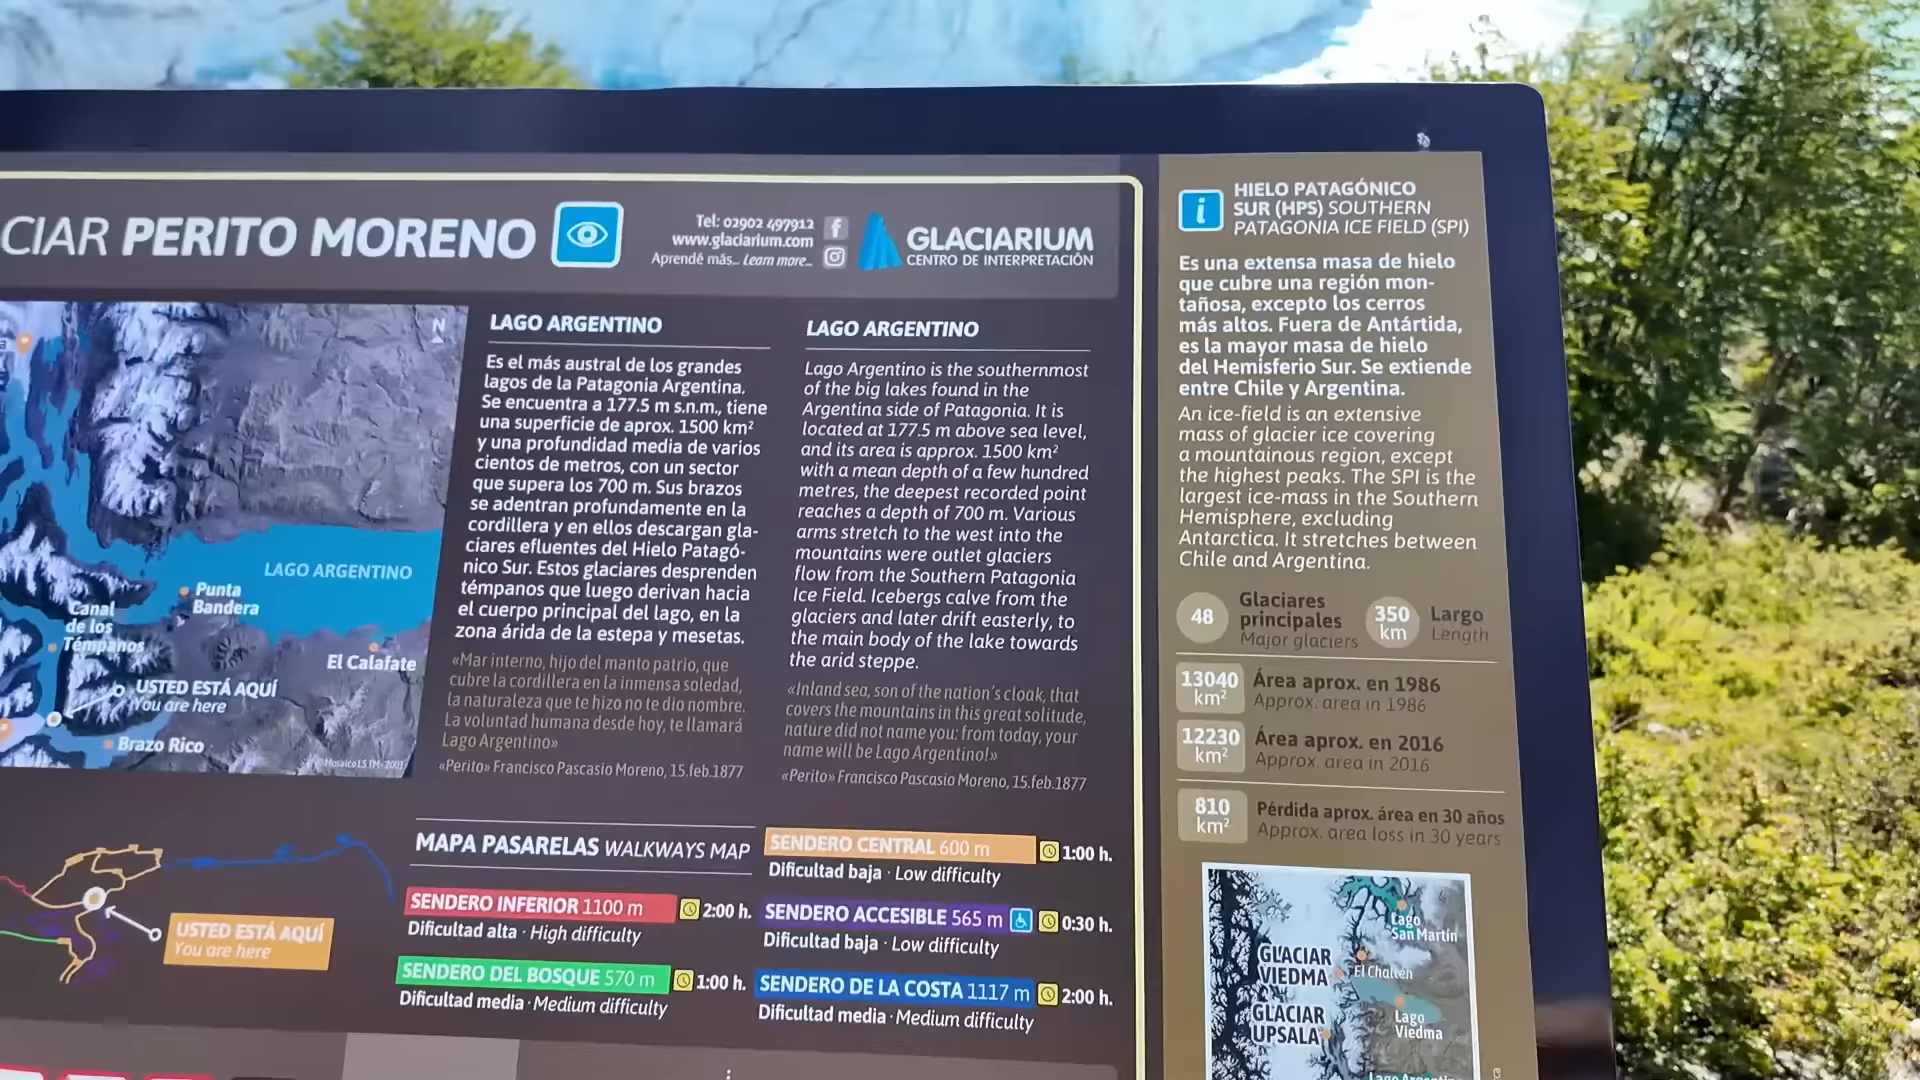 CIAR PERITO MORENO
Tel: 02902 497912
www.glaciarium.com
Aprendé más... Learn more...
GLACIARIUM
CENTRO DE INTERPRETACIÓN
N
LAGO ARGENTINO
Punta
Bandera
Canal
de los
Témpanos
El Calafate
USTED ESTÁ AQUÍ
You are here
Brazo Rico
LAGO ARGENTINO
Es el más austral de los grandes
lagos de la Patagonia Argentina.
Se encuentra a 177.5 m s.n.m., tiene
una superficie de aprox. 1500 km²
y una profundidad media de varios
cientos de metros, con un sector
que supera los 700 m. Sus brazos
se adentran profundamente en la
cordillera y en ellos descargan gla-
ciares efluentes del Hielo Patagó-
nico Sur. Estos glaciares desprenden
témpanos que luego derivan hacia
el cuerpo principal del lago, en la
zona árida de la estepa y mesetas.
«Mar interno, hijo del manto patrio, que
cubre la cordillera en la inmensa soledad,
la naturaleza que te hizo no te dio nombre.
La voluntad humana desde hoy, te llamará
Lago Argentino»
«Perito» Francisco Pascasio Moreno, 15.feb.1877
LAGO ARGENTINO
Lago Argentino is the southernmost
of the big lakes found in the
Argentina side of Patagonia. It is
located at 177.5 m above sea level,
and its area is approx. 1500 km²
with a mean depth of a few hundred
metres, the deepest recorded point
reaches a depth of 700 m. Various
arms stretch to the west into the
mountains were outlet glaciers
flow from the Southern Patagonia
Ice Field. Icebergs calve from the
glaciers and later drift easterly, to
the main body of the lake towards
the arid steppe.
«Inland sea, son of the nation's cloak, that
covers the mountains in this great solitude,
nature did not name you: from today, your
name will be Lago Argentino!»
«Perito» Francisco Pascasio Moreno, 15.feb.1877
USTED ESTÁ AQUÍ
You are here
MAPA PASARELAS WALKWAYS MAP
SENDERO INFERIOR 1100 m 2:00 h.
Dificultad alta · High difficulty
SENDERO DEL BOSQUE 570 m 1:00 h.
Dificultad media · Medium difficulty
SENDERO CENTRAL 600 m 1:00 h.
Dificultad baja · Low difficulty
SENDERO ACCESIBLE 565 m 0:30 h.
Dificultad baja · Low difficulty
SENDERO DE LA COSTA 1117 m 2:00 h.
Dificultad media · Medium difficulty
HIELO PATAGÓNICO
SUR (HPS) SOUTHERN
PATAGONIA ICE FIELD (SPI)
Es una extensa masa de hielo
que cubre una región mon-
tañosa, excepto los cerros
más altos. Fuera de Antártida,
es la mayor masa de hielo
del Hemisferio Sur. Se extiende
entre Chile y Argentina.
An ice-field is an extensive
mass of glacier ice covering
a mountainous region, except
the highest peaks. The SPI is the
largest ice-mass in the Southern
Hemisphere, excluding
Antarctica. It stretches between
Chile and Argentina.
48 Glaciares principales
Major glaciers
350 km Largo
Length
13040 km² Área aprox. en 1986
Approx. area in 1986
12230 km² Área aprox. en 2016
Approx. area in 2016
810 km² Pérdida aprox. área en 30 años
Approx. area loss in 30 years
Lago
San Martín
GLACIAR
VIEDMA
El Chaltén
GLACIAR
UPSALA
Lago
Viedma